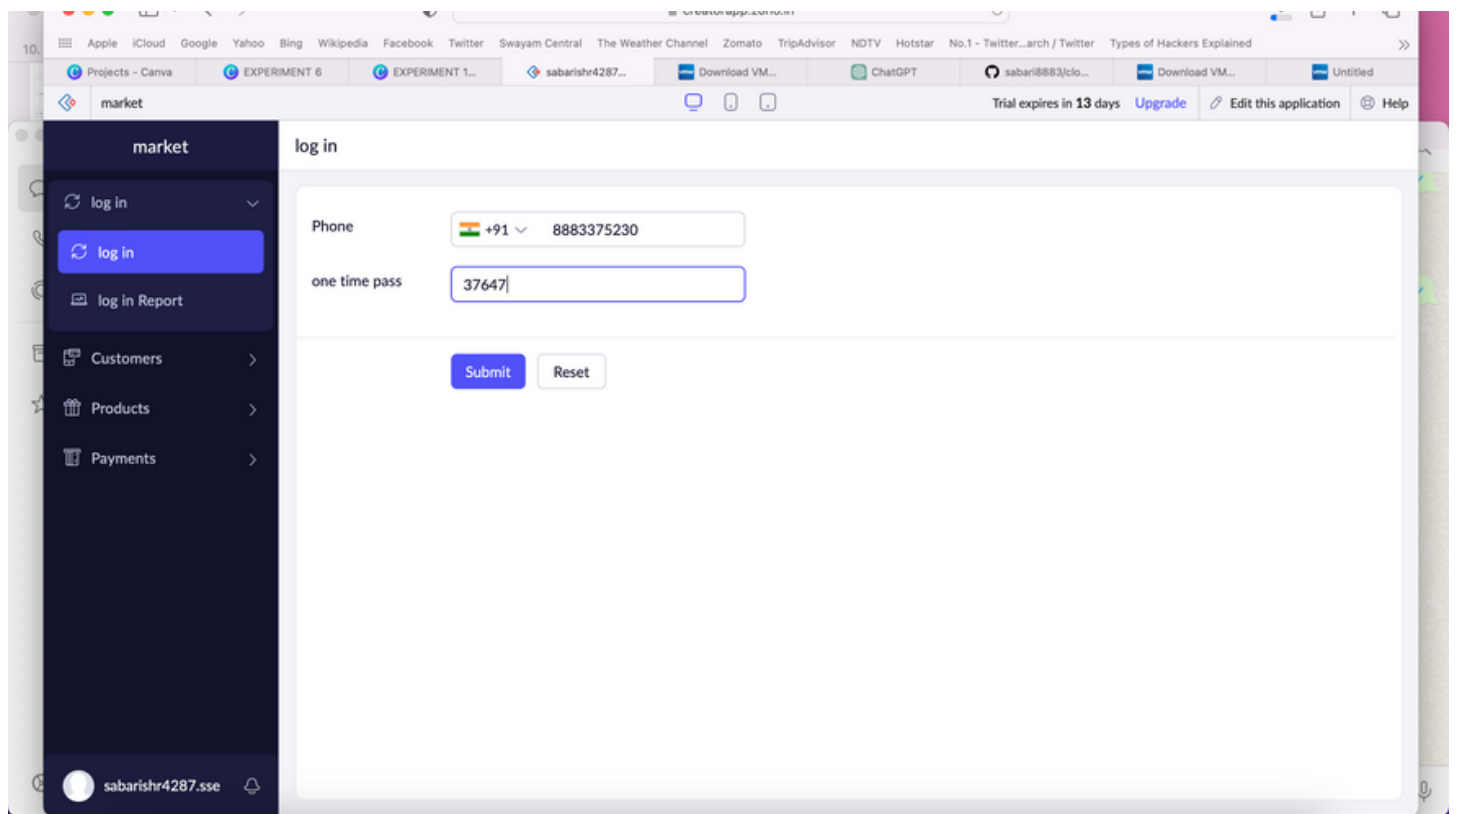 creatorapp.zoho.in
10.
Apple iCloud Google Yahoo Bing Wikipedia Facebook Twitter Swayam Central The Weather Channel Zomato TripAdvisor NDTV Hotstar No.1 - Twitter...arch / Twitter Types of Hackers Explained
Projects - Canva EXPERIMENT 6 EXPERIMENT 1... sabarishr4287... Download VM... ChatGPT sabari8883/clo... Download VM... Untitled
market Trial expires in 13 days Upgrade Edit this application Help
market
log in
log in
Phone +91 8883375230
log in
one time pass 37647
log in Report
Customers
Submit Reset
Products
Payments
sabarishr4287.sse